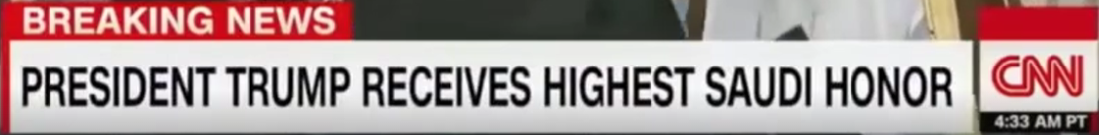 BREAKING NEWS
PRESIDENT TRUMP RECEIVES HIGHEST SAUDI HONOR
CNN
4:33 AM PT